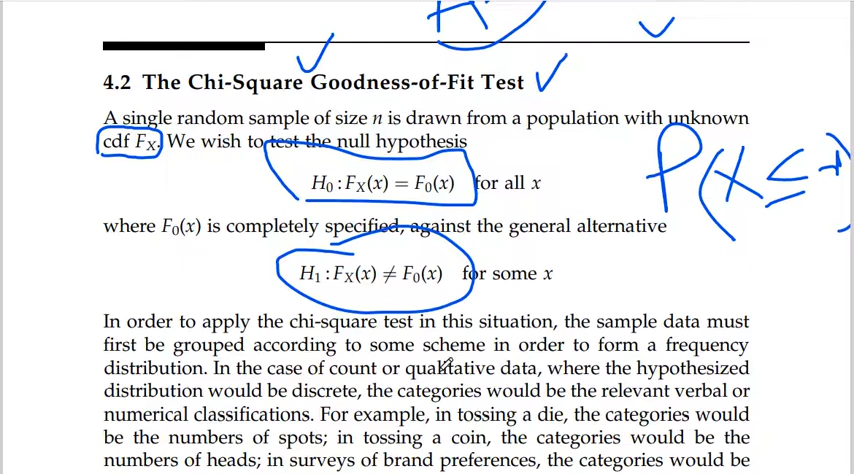 4.2 The Chi-Square Goodness-of-Fit Test
A single random sample of size n is drawn from a population with unknown
cdf F_X. We wish to test the null hypothesis
H₀ : F_X(x) = F₀(x) for all x
P(X ≤
where F₀(x) is completely specified, against the general alternative
H₁ : F_X(x) ≠ F₀(x) for some x
In order to apply the chi-square test in this situation, the sample data must
first be grouped according to some scheme in order to form a frequency
distribution. In the case of count or qualitative data, where the hypothesized
distribution would be discrete, the categories would be the relevant verbal or
numerical classifications. For example, in tossing a die, the categories would
be the numbers of spots; in tossing a coin, the categories would be the
numbers of heads; in surveys of brand preferences, the categories would be